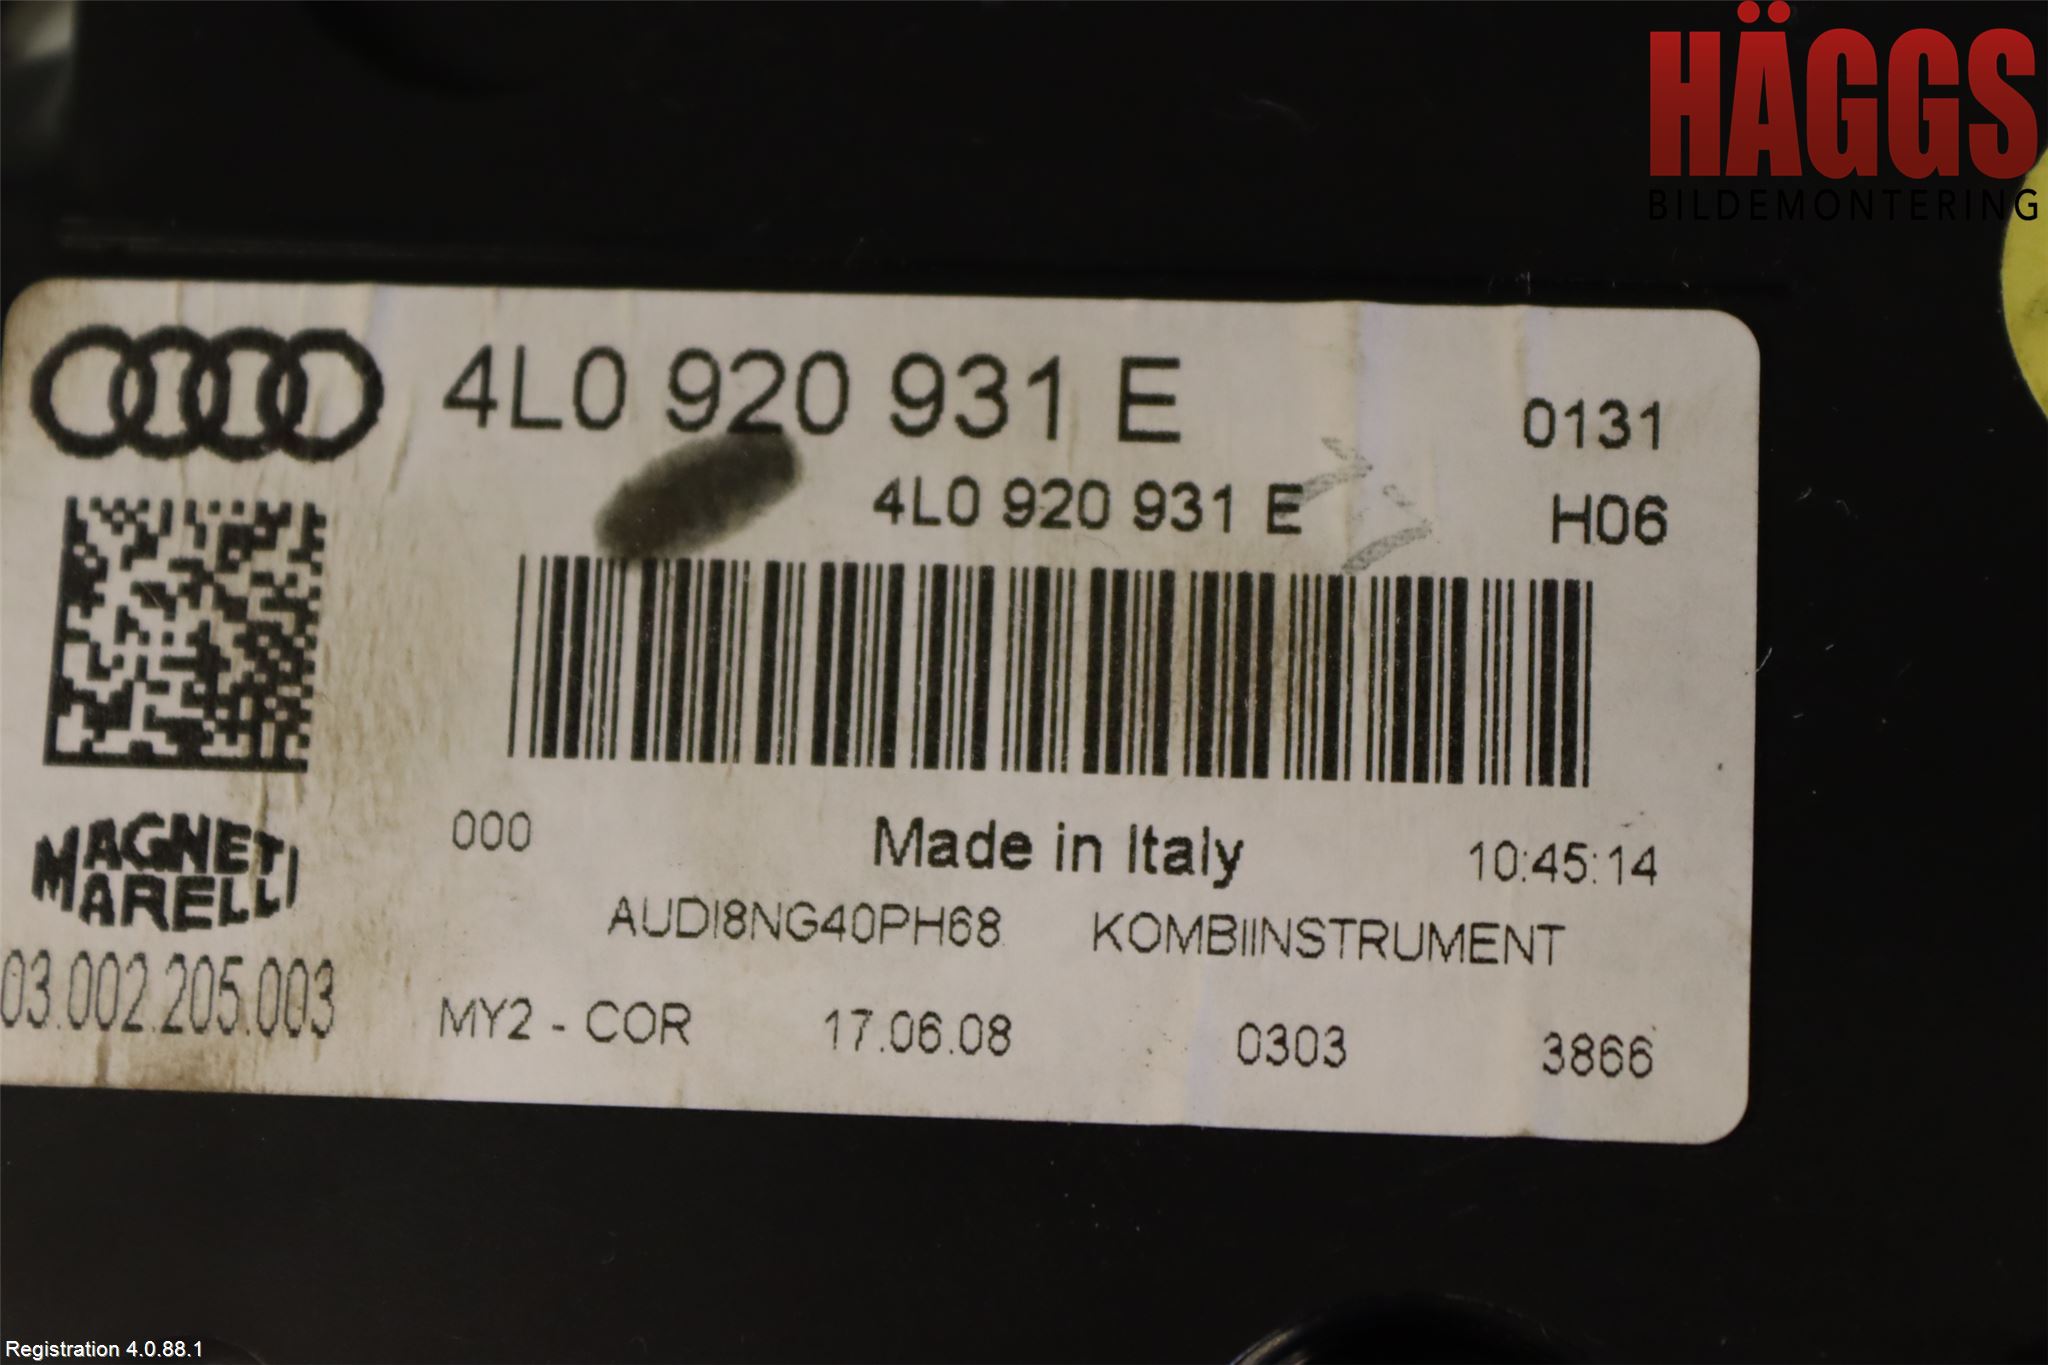 HÄGGS
BILDEMONTERING
4L0 920 931 E
0131
4L0 920 931 E
H06
000
Made in Italy
10:45:14
MAGNETI
MARELLI
AUDI8NG40PH68 KOMBIINSTRUMENT
03.002.205.003
MY2 - COR 17.06.08 0303 3866
Registration 4.0.88.1